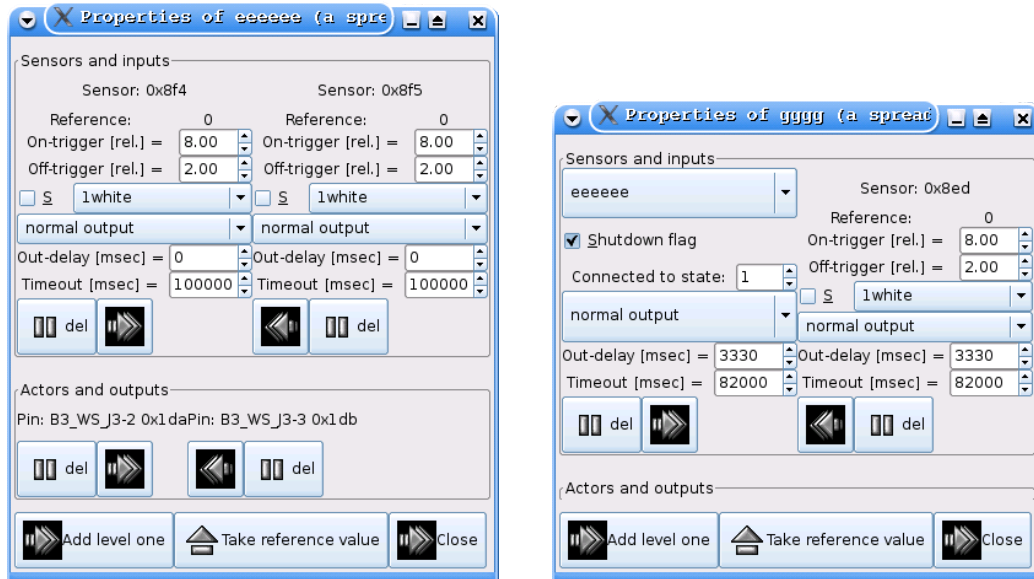 Properties of eeeeee (a spre
Sensors and inputs
Sensor: 0x8f4 Sensor: 0x8f5
Reference: 0 Reference: 0
On-trigger [rel.] = 8.00 On-trigger [rel.] = 8.00
Off-trigger [rel.] = 2.00 Off-trigger [rel.] = 2.00
S 1white S 1white
normal output normal output
Out-delay [msec] = 0 Out-delay [msec] = 0
Timeout [msec] = 100000 Timeout [msec] = 100000
del del
Actors and outputs
Pin: B3_WS_J3-2 0x1daPin: B3_WS_J3-3 0x1db
del del
Add level one Take reference value Close
Properties of gggg (a spread
Sensors and inputs
eeeeee Sensor: 0x8ed
Reference: 0
Shutdown flag On-trigger [rel.] = 8.00
Connected to state: 1 Off-trigger [rel.] = 2.00
S 1white
normal output normal output
Out-delay [msec] = 3330 Out-delay [msec] = 3330
Timeout [msec] = 82000 Timeout [msec] = 82000
del del
Actors and outputs
Add level one Take reference value Close